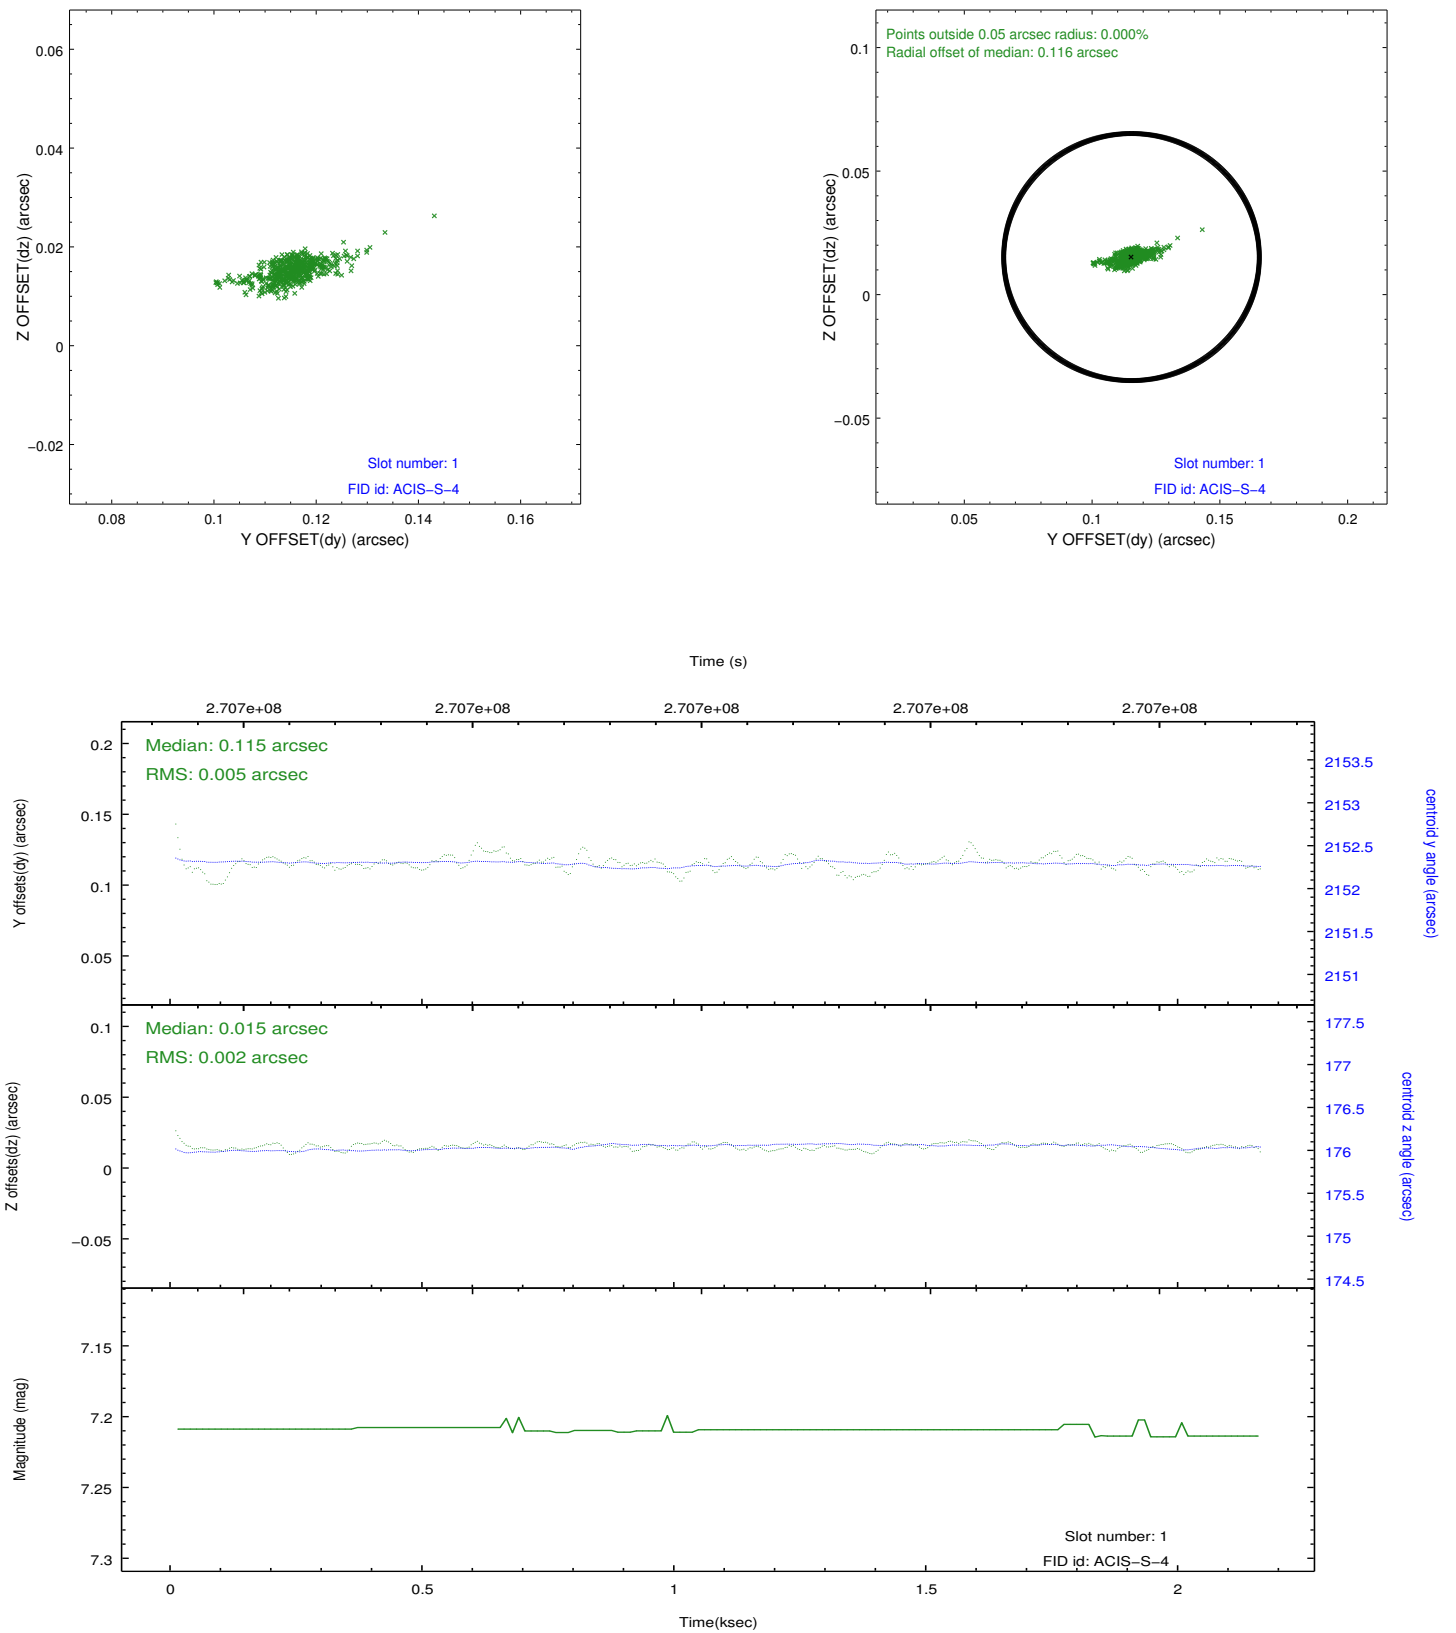 0.06
0.04
0.02
0
−0.02
0.08
0.1
0.12
0.14
0.16
Z OFFSET(dz) (arcsec)
Y OFFSET(dy) (arcsec)
Slot number: 1
FID id: ACIS−S−4
Points outside 0.05 arcsec radius: 0.000%
Radial offset of median: 0.116 arcsec
0.1
0.05
0
−0.05
0.05
0.1
0.15
0.2
Z OFFSET(dz) (arcsec)
Y OFFSET(dy) (arcsec)
Slot number: 1
FID id: ACIS−S−4
Time (s)
2.707e+08
2.707e+08
2.707e+08
2.707e+08
2.707e+08
Median: 0.115 arcsec
RMS: 0.005 arcsec
0.2
0.15
0.1
0.05
Y offsets(dy) (arcsec)
2153.5
2153
2152.5
2152
2151.5
2151
centroid y angle (arcsec)
Median: 0.015 arcsec
RMS: 0.002 arcsec
0.1
0.05
0
−0.05
Z offsets(dz) (arcsec)
177.5
177
176.5
176
175.5
175
174.5
centroid z angle (arcsec)
7.15
7.2
7.25
7.3
Magnitude (mag)
Slot number: 1
FID id: ACIS−S−4
0
0.5
1
1.5
2
Time(ksec)